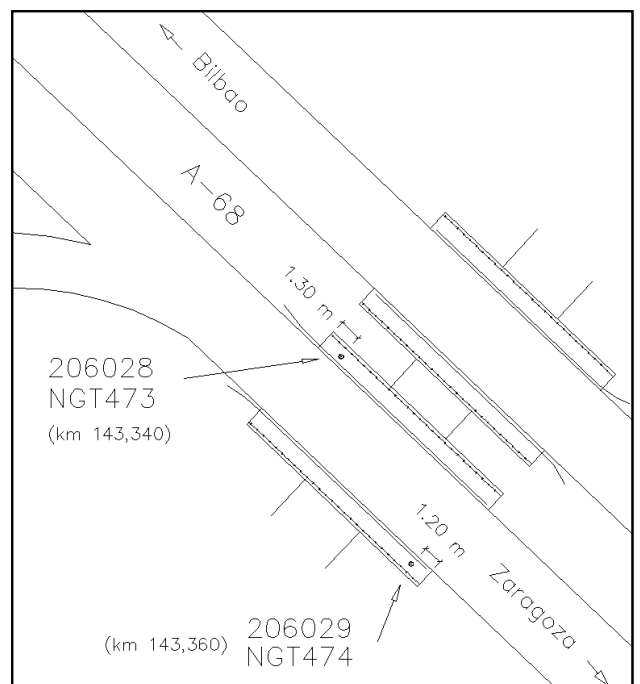 Bilbao
A-68
1.30 m
206028
NGT473
(km 143,340)
1.20 m
Zaragoza
(km 143,360)
206029
NGT474